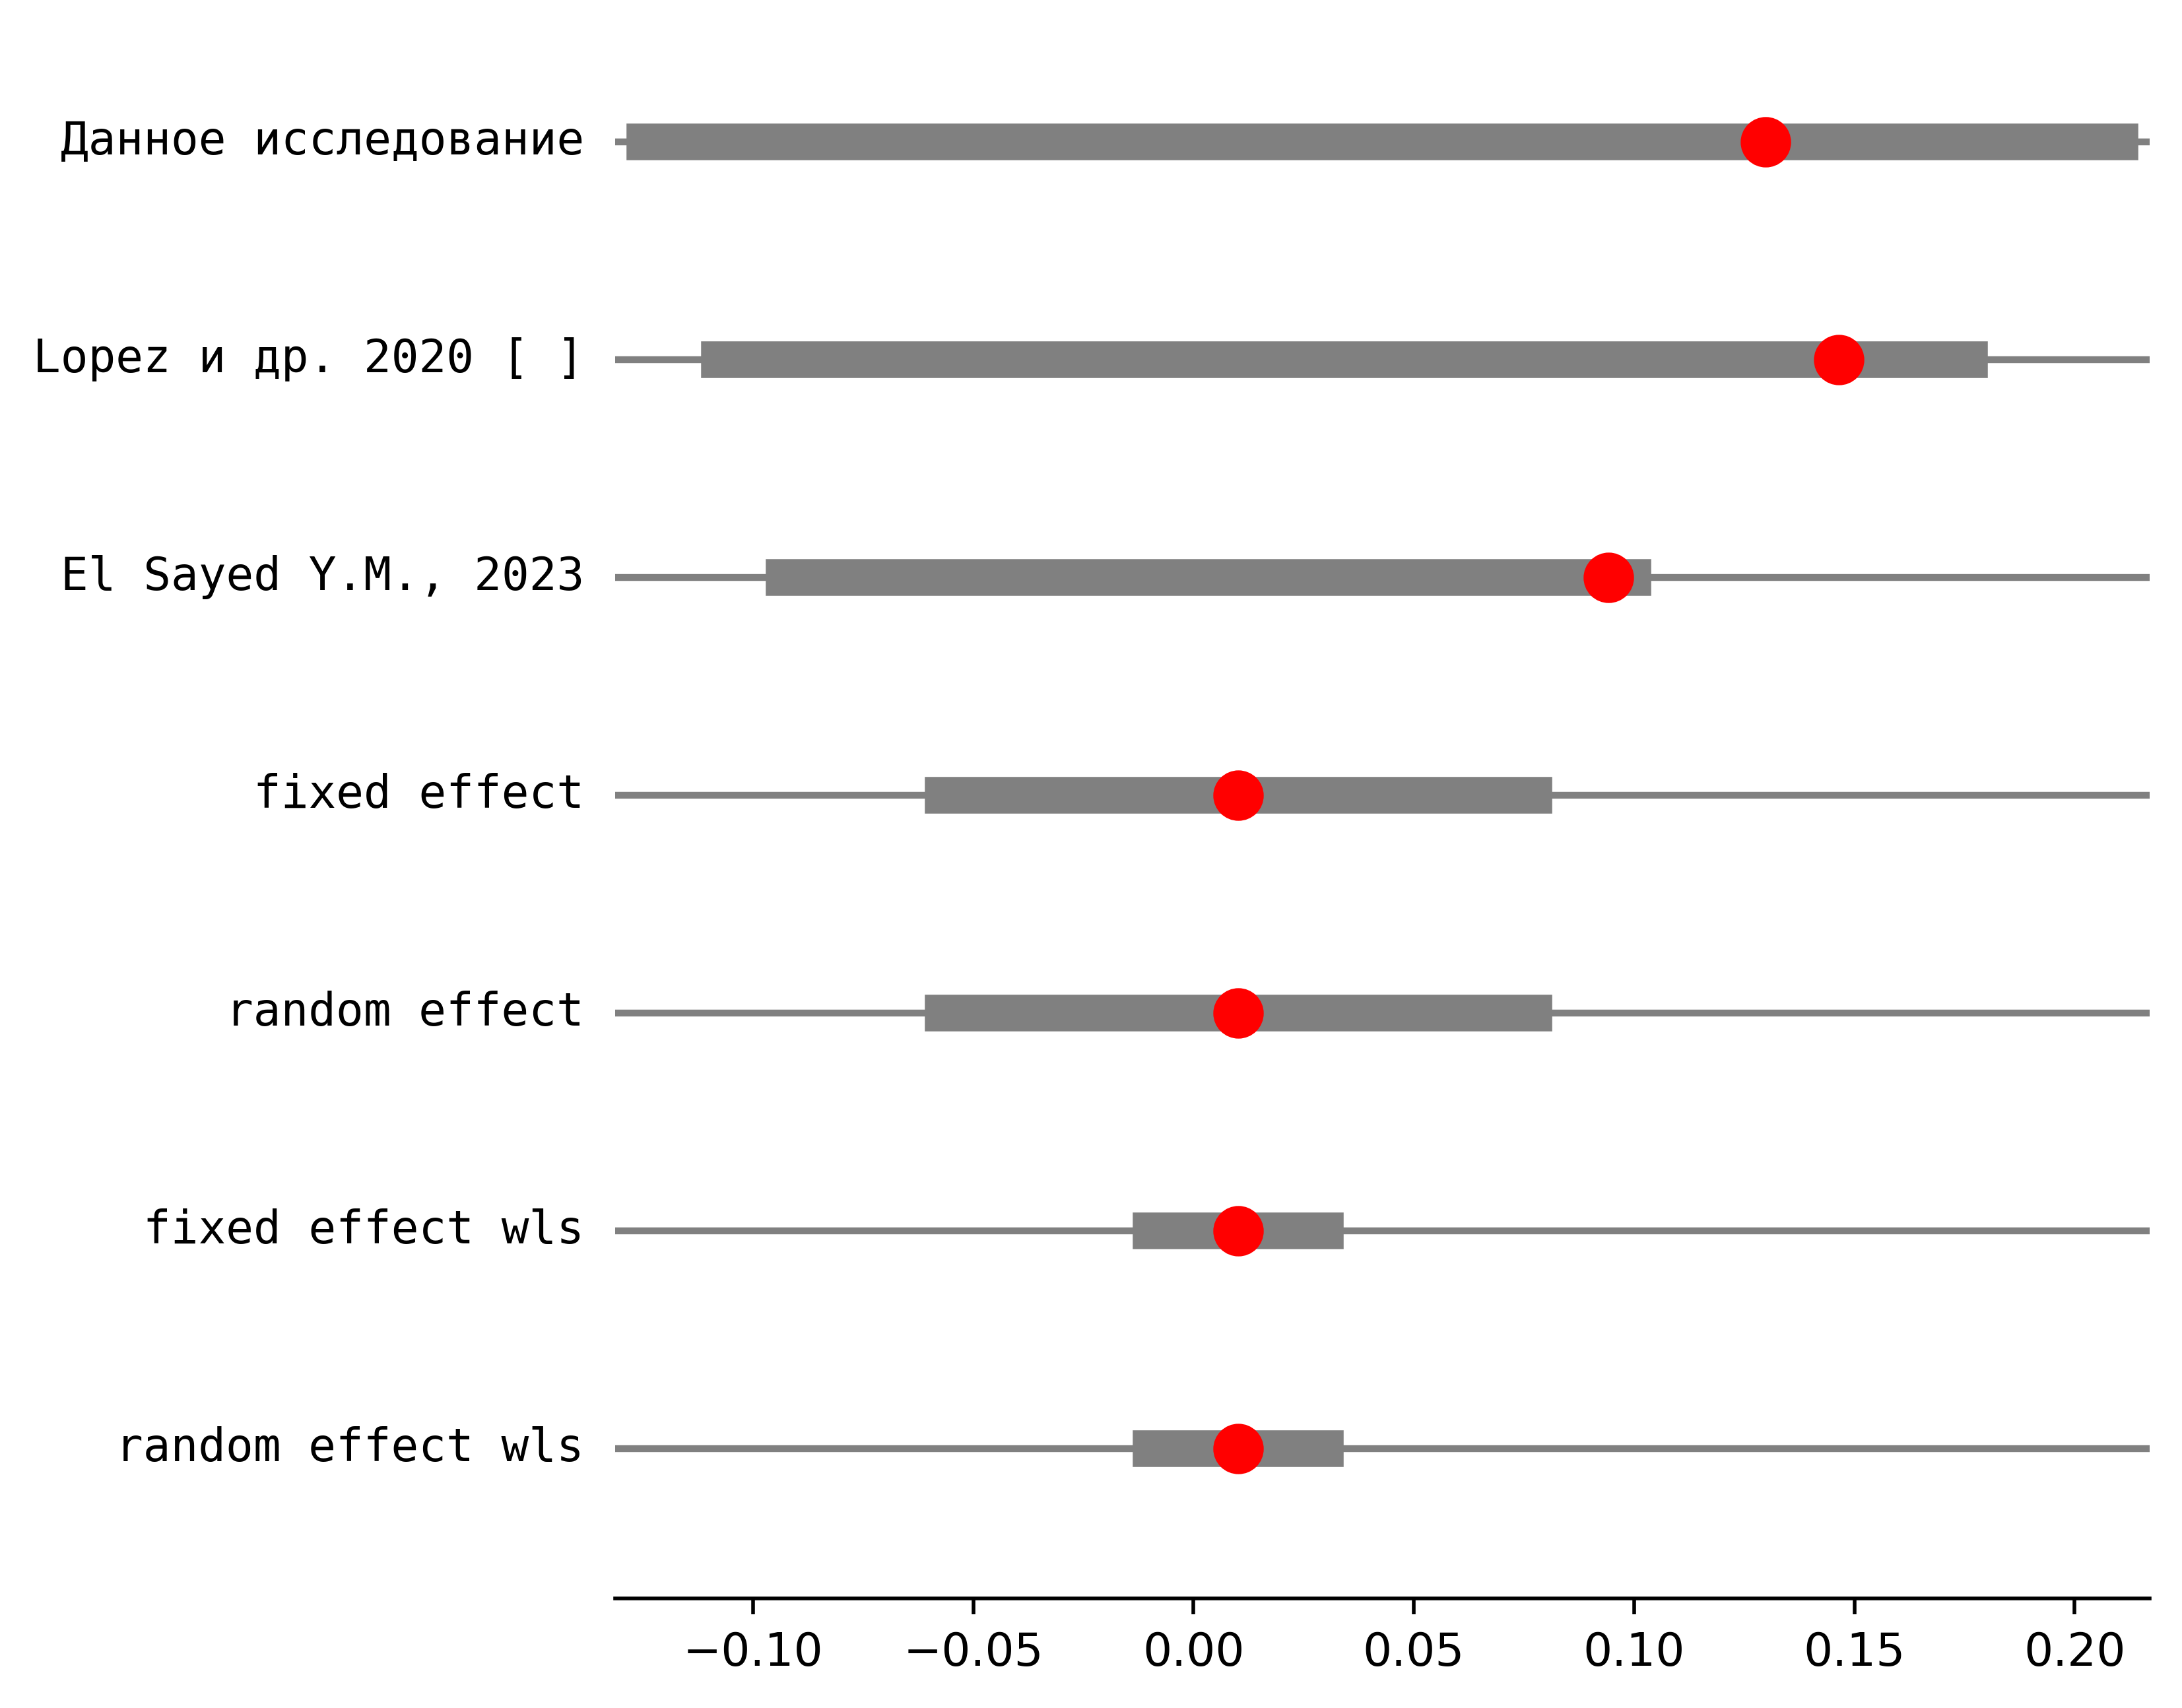 Данное исследование
Lopez и др. 2020 [ ]
El Sayed Y.M., 2023
fixed effect
random effect
fixed effect wls
random effect wls
−0.10 −0.05 0.00 0.05 0.10 0.15 0.20